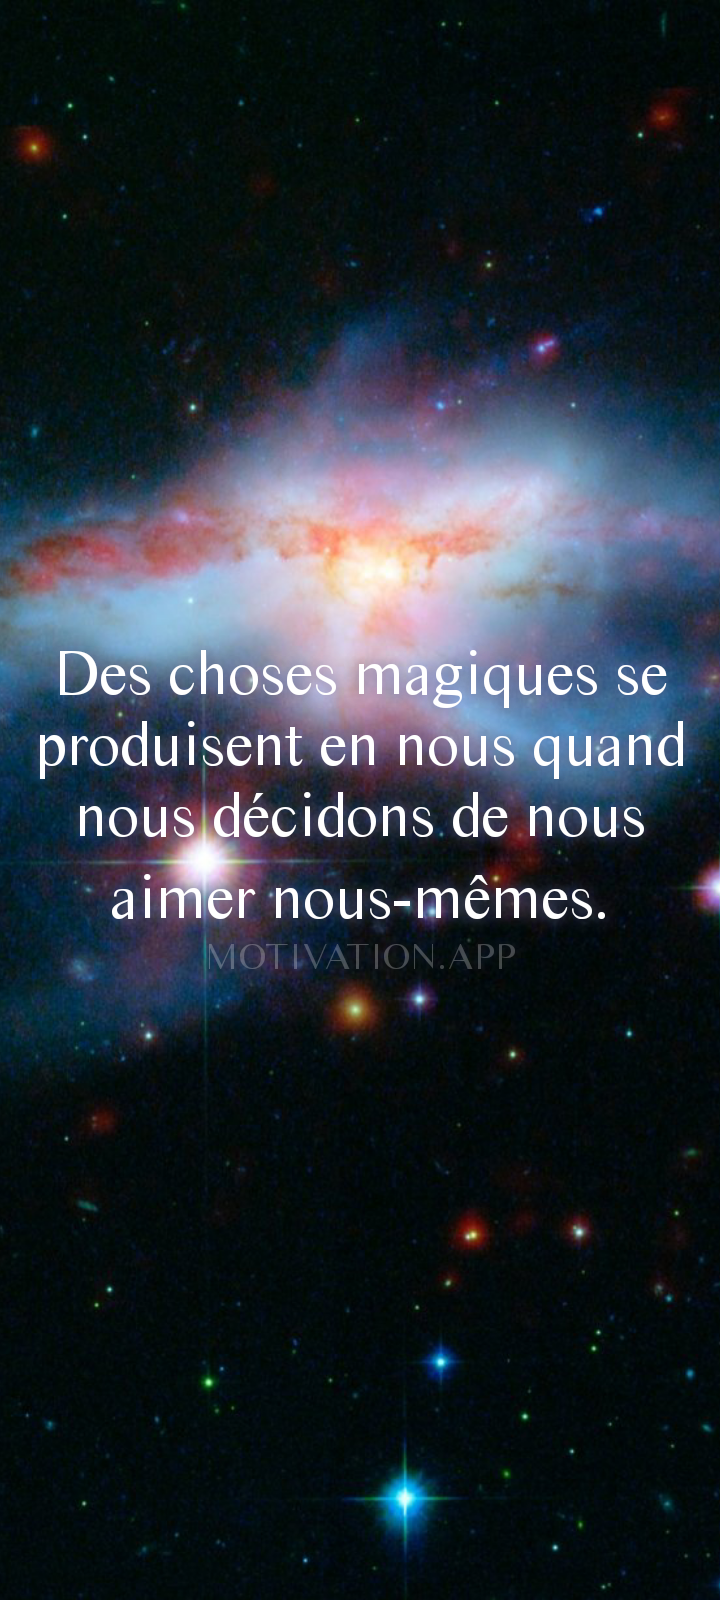 Des choses magiques se
produisent en nous quand
nous décidons de nous
aimer nous-mêmes.
MOTIVATION.APP